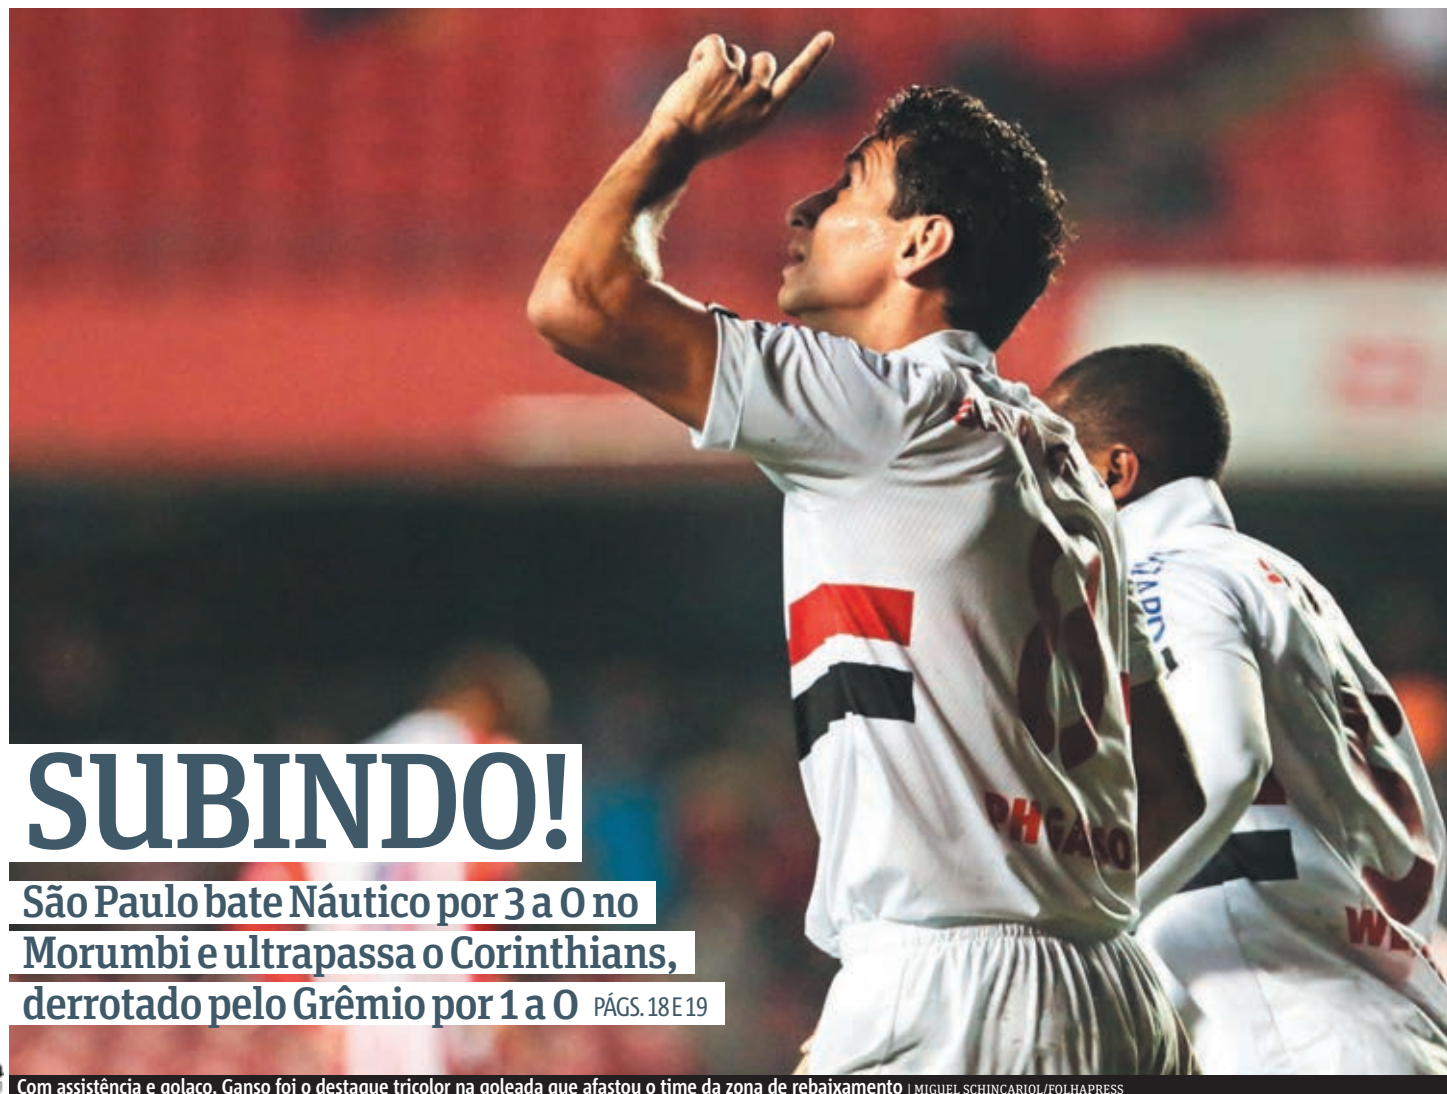 SUBINDO!
São Paulo bate Náutico por 3 a 0 no
Morumbi e ultrapassa o Corinthians,
derrotado pelo Grêmio por 1 a 0 PÁGS. 18 E 19
8
PH GANSO
Com assistência e golaço, Ganso foi o destaque tricolor na goleada que afastou o time da zona de rebaixamento | MIGUEL SCHINCARIOL/FOLHAPRESS